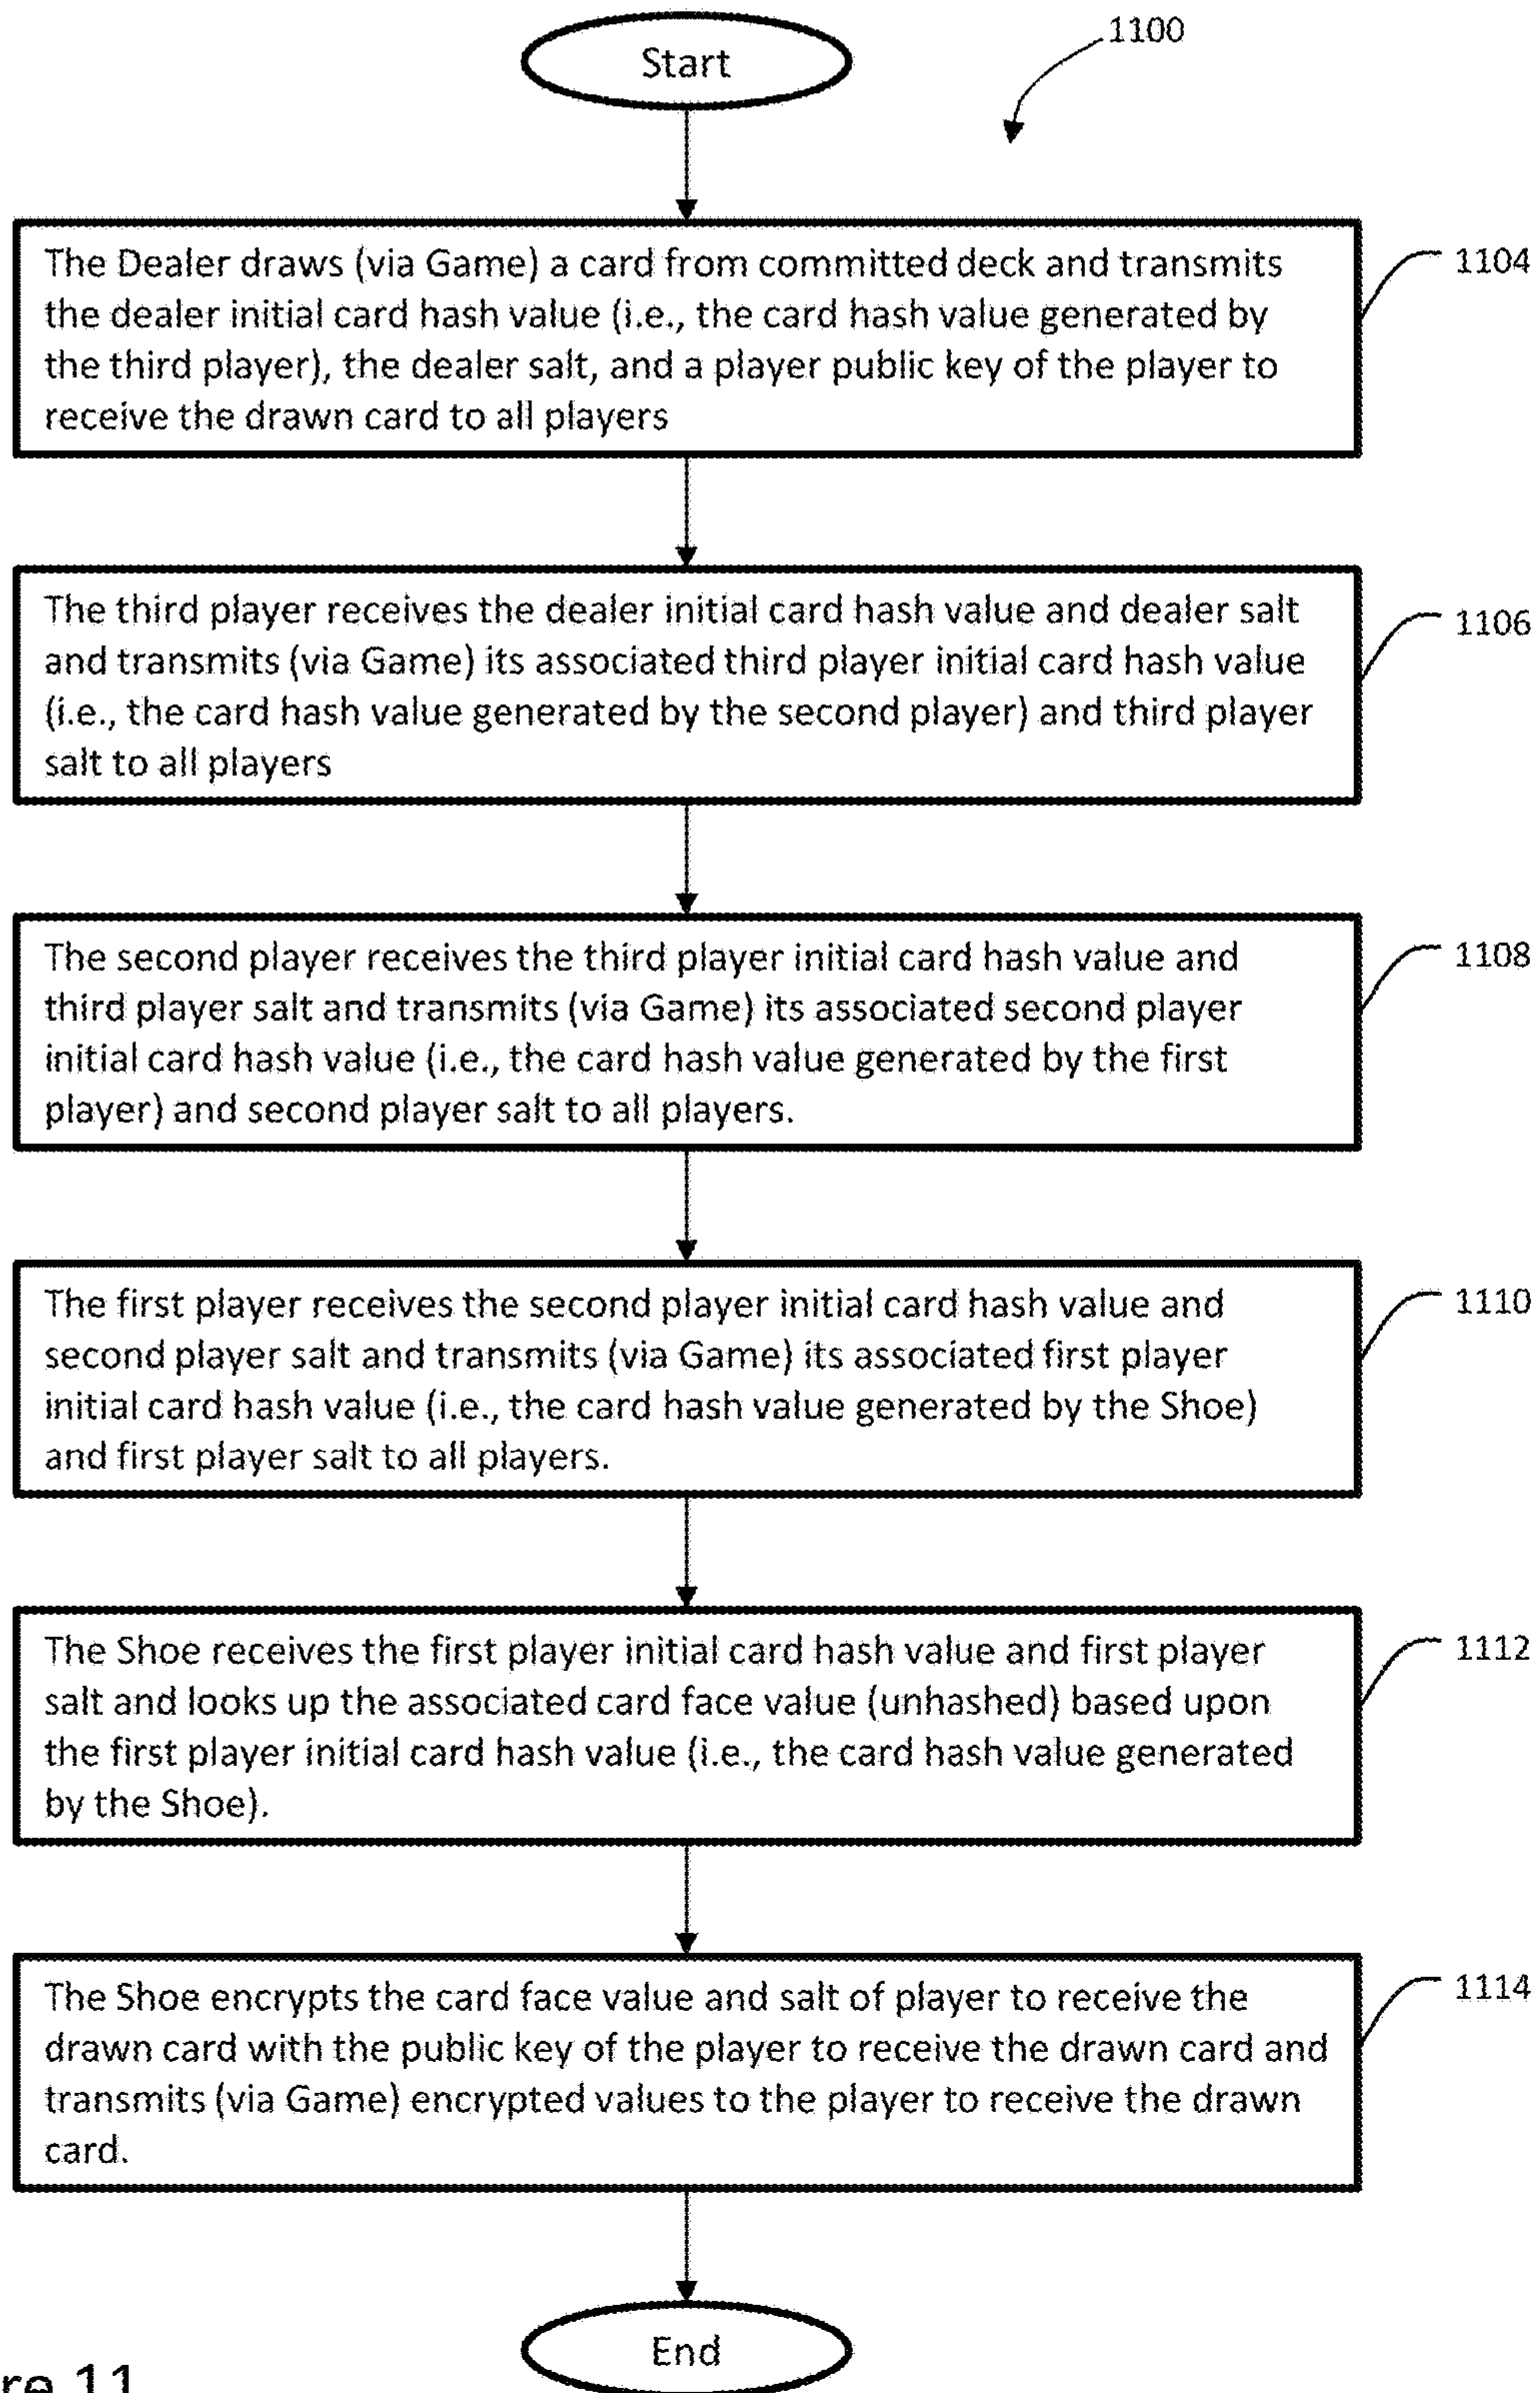 Start
1100
The Dealer draws (via Game) a card from committed deck and transmits
the dealer initial card hash value (i.e., the card hash value generated by
the third player), the dealer salt, and a player public key of the player to
receive the drawn card to all players
1104
The third player receives the dealer initial card hash value and dealer salt
and transmits (via Game) its associated third player initial card hash value
(i.e., the card hash value generated by the second player) and third player
salt to all players
1106
The second player receives the third player initial card hash value and
third player salt and transmits (via Game) its associated second player
initial card hash value (i.e., the card hash value generated by the first
player) and second player salt to all players.
1108
The first player receives the second player initial card hash value and
second player salt and transmits (via Game) its associated first player
initial card hash value (i.e., the card hash value generated by the Shoe)
and first player salt to all players.
1110
The Shoe receives the first player initial card hash value and first player
salt and looks up the associated card face value (unhashed) based upon
the first player initial card hash value (i.e., the card hash value generated
by the Shoe).
1112
The Shoe encrypts the card face value and salt of player to receive the
drawn card with the public key of the player to receive the drawn card and
transmits (via Game) encrypted values to the player to receive the drawn
card.
1114
End
re 11